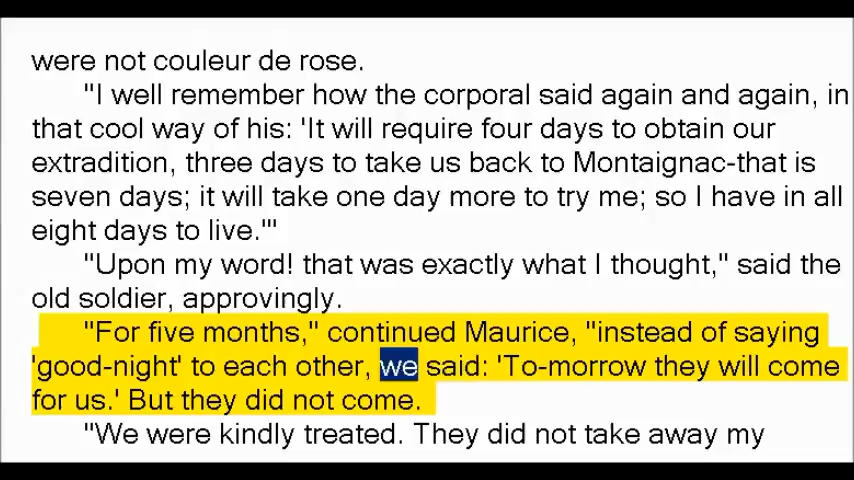 were not couleur de rose.
"I well remember how the corporal said again and again, in
that cool way of his: 'It will require four days to obtain our
extradition, three days to take us back to Montaignac-that is
seven days; it will take one day more to try me; so I have in all
eight days to live.'"
"Upon my word! that was exactly what I thought," said the
old soldier, approvingly.
"For five months," continued Maurice, "instead of saying
'good-night' to each other, we said: 'To-morrow they will come
for us.' But they did not come.
"We were kindly treated. They did not take away my